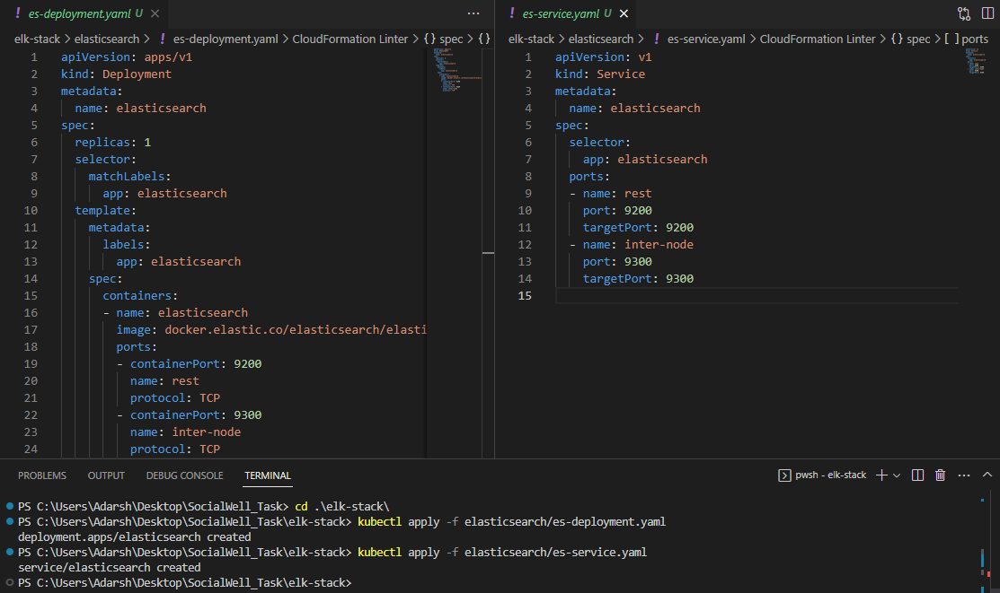 ! es-deployment.yaml U ×
elk-stack > elasticsearch > ! es-deployment.yaml > CloudFormation Linter > {} spec > {}
1 apiVersion: apps/v1
2 kind: Deployment
3 metadata:
4   name: elasticsearch
5 spec:
6   replicas: 1
7   selector:
8     matchLabels:
9       app: elasticsearch
10   template:
11     metadata:
12       labels:
13         app: elasticsearch
14     spec:
15       containers:
16       - name: elasticsearch
17         image: docker.elastic.co/elasticsearch/elasti
18         ports:
19         - containerPort: 9200
20           name: rest
21           protocol: TCP
22         - containerPort: 9300
23           name: inter-node
24           protocol: TCP
! es-service.yaml U ×
elk-stack > elasticsearch > ! es-service.yaml > CloudFormation Linter > {} spec > [ ] ports
1 apiVersion: v1
2 kind: Service
3 metadata:
4   name: elasticsearch
5 spec:
6   selector:
7     app: elasticsearch
8   ports:
9   - name: rest
10     port: 9200
11     targetPort: 9200
12   - name: inter-node
13     port: 9300
14     targetPort: 9300
15
PROBLEMS OUTPUT DEBUG CONSOLE TERMINAL
pwsh - elk-stack
PS C:\Users\Adarsh\Desktop\SocialWell_Task> cd .\elk-stack\
PS C:\Users\Adarsh\Desktop\SocialWell_Task\elk-stack> kubectl apply -f elasticsearch/es-deployment.yaml
deployment.apps/elasticsearch created
PS C:\Users\Adarsh\Desktop\SocialWell_Task\elk-stack> kubectl apply -f elasticsearch/es-service.yaml
service/elasticsearch created
PS C:\Users\Adarsh\Desktop\SocialWell_Task\elk-stack>